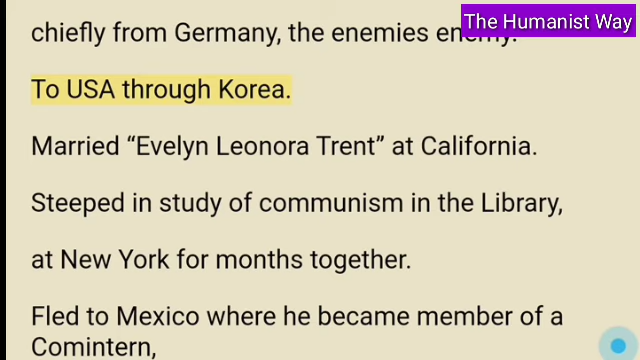 The Humanist Way
chiefly from Germany, the enemies enemy.
To USA through Korea.
Married “Evelyn Leonora Trent” at California.
Steeped in study of communism in the Library,
at New York for months together.
Fled to Mexico where he became member of a
Comintern,